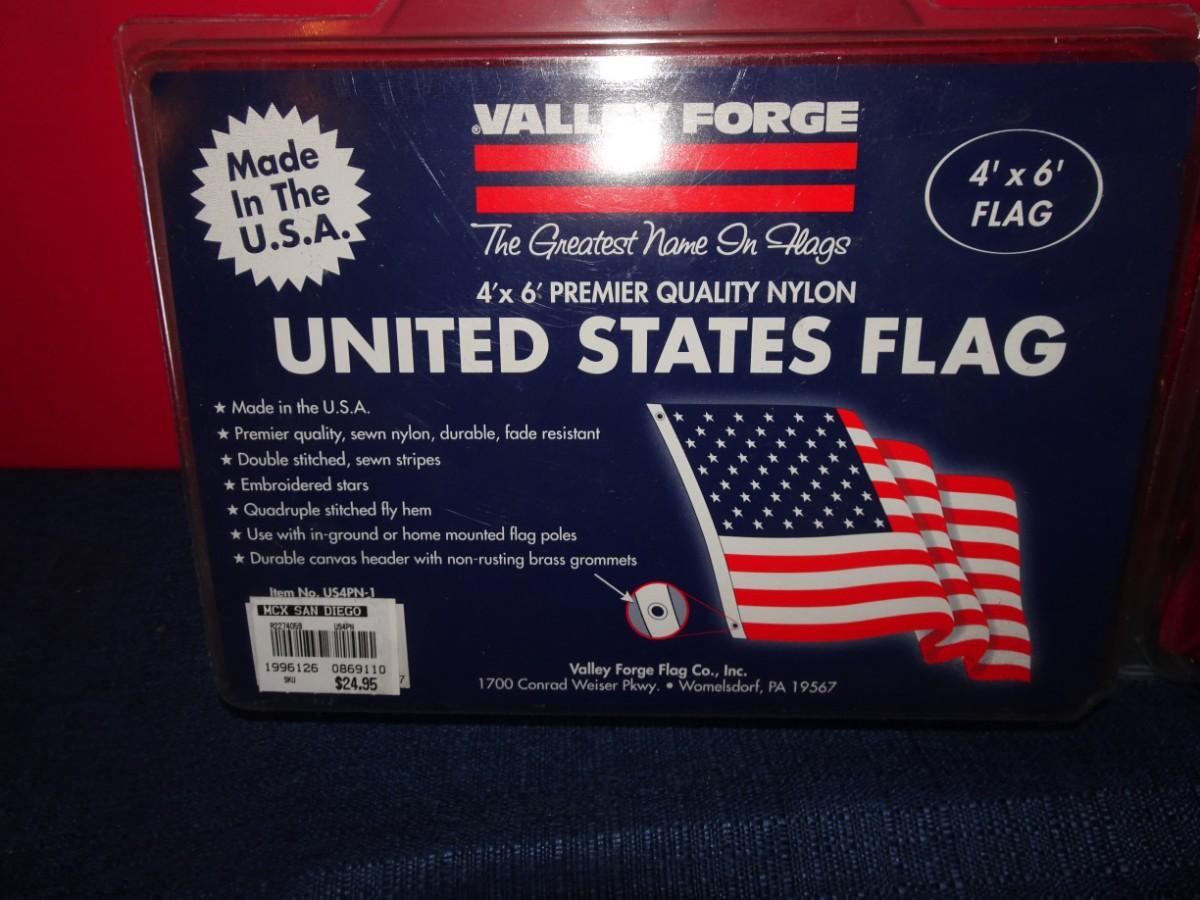 Made
In The
U.S.A.
®VALLEY FORGE
The Greatest Name In Flags
4' x 6'
FLAG
4'x 6' PREMIER QUALITY NYLON
UNITED STATES FLAG
★ Made in the U.S.A.
★ Premier quality, sewn nylon, durable, fade resistant
★ Double stitched, sewn stripes
★ Embroidered stars
★ Quadruple stitched fly hem
★ Use with in-ground or home mounted flag poles
★ Durable canvas header with non-rusting brass grommets
Item No. US4PN-1
MCX SAN DIEGO
R2274059 US4PN
1996126 0869110
SKU $24.95
7
Valley Forge Flag Co., Inc.
1700 Conrad Weiser Pkwy. • Womelsdorf, PA 19567